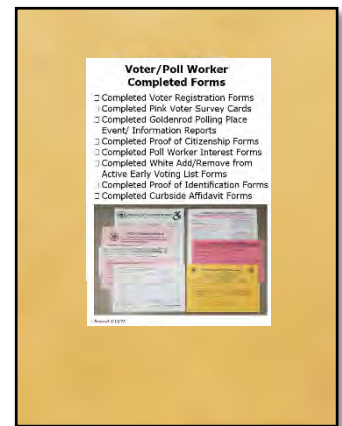 Voter/Poll Worker
Completed Forms
□ Completed Voter Registration Forms
□ Completed Pink Voter Survey Cards
□ Completed Goldenrod Polling Place
Event/ Information Reports
□ Completed Proof of Citizenship Forms
□ Completed Poll Worker Interest Forms
□ Completed White Add/Remove from
Active Early Voting List Forms
□ Completed Proof of Identification Forms
□ Completed Curbside Affidavit Forms